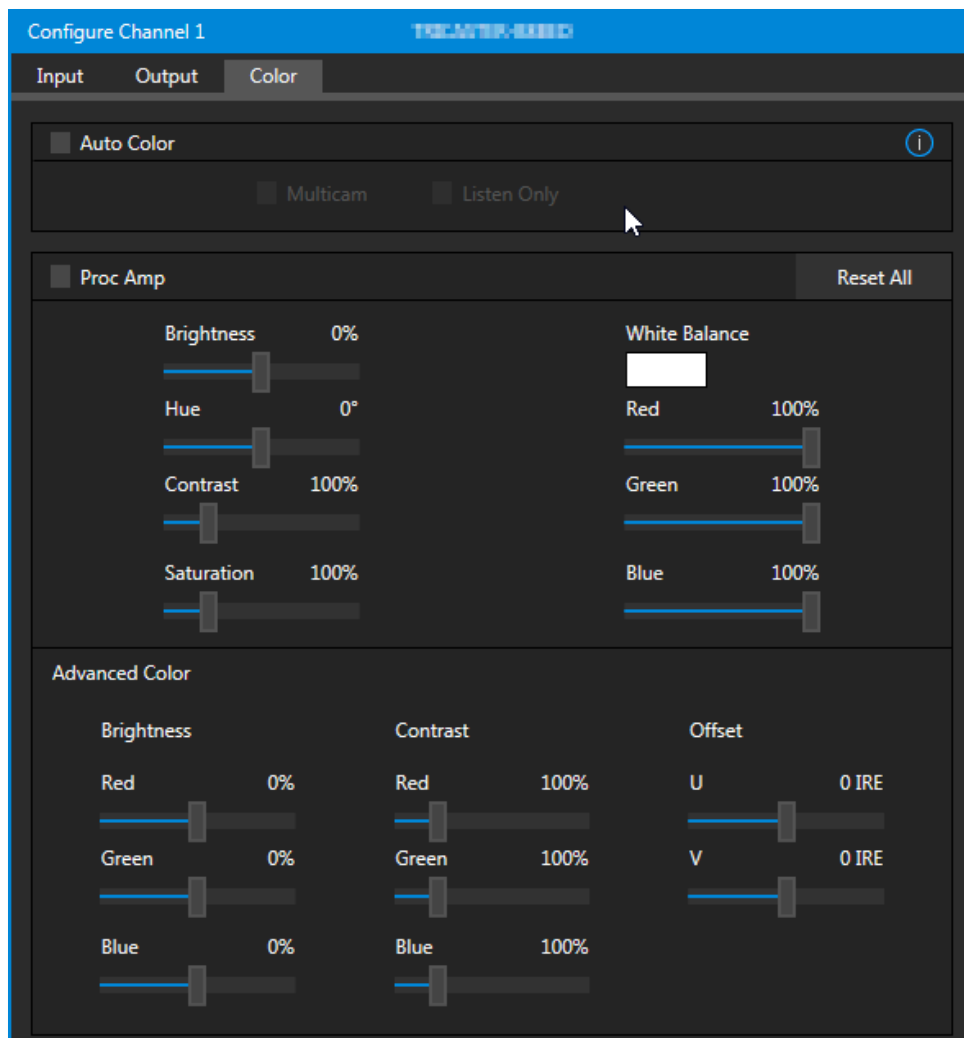 Configure Channel 1
Input Output Color
Auto Color i
Multicam Listen Only
Proc Amp Reset All
Brightness 0% White Balance
Hue 0° Red 100%
Contrast 100% Green 100%
Saturation 100% Blue 100%
Advanced Color
Brightness Contrast Offset
Red 0% Red 100% U 0 IRE
Green 0% Green 100% V 0 IRE
Blue 0% Blue 100%